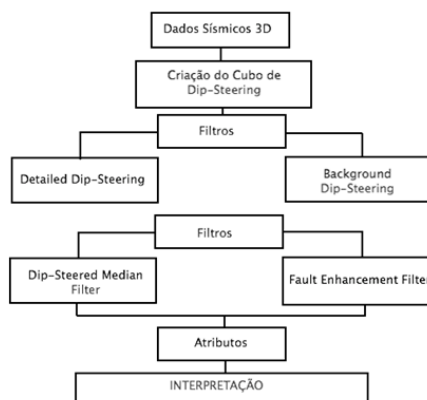 Dados Sísmicos 3D
Criação do Cubo de
Dip-Steering
Filtros
Detailed Dip-Steering
Background
Dip-Steering
Filtros
Dip-Steered Median
Filter
Fault Enhancement Filter
Atributos
INTERPRETAÇÃO